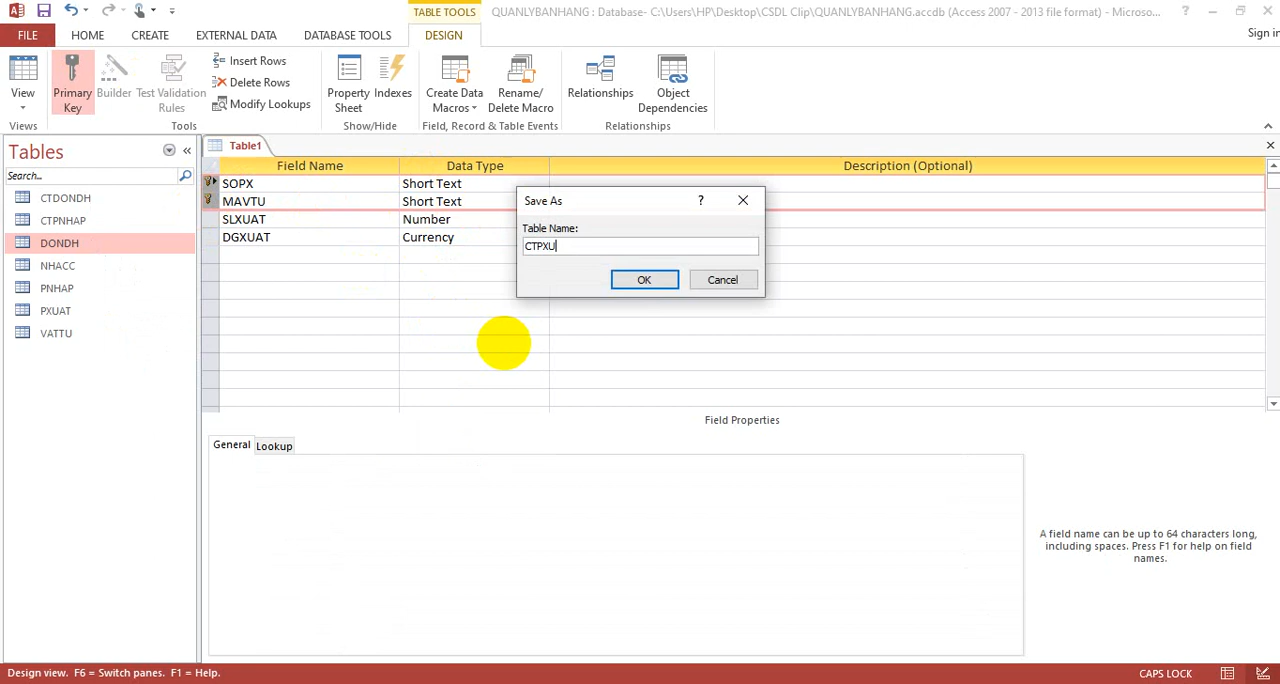 TABLE TOOLS
QUANLYBANHANG : Database- C:\Users\HP\Desktop\CSDL Clip\QUANLYBANHANG.accdb (Access 2007 - 2013 file format) - Microso...
FILE HOME CREATE EXTERNAL DATA DATABASE TOOLS DESIGN Sign in
View
Primary Key
Builder
Test Validation Rules
Insert Rows
Delete Rows
Modify Lookups
Property Sheet
Indexes
Create Data Macros
Rename/ Delete Macro
Relationships
Object Dependencies
Views Tools Show/Hide Field, Record & Table Events Relationships
Tables
Search...
CTDONDH
CTPNHAP
DONDH
NHACC
PNHAP
PXUAT
VATTU
Table1
Field Name Data Type Description (Optional)
SOPX Short Text
MAVTU Short Text
SLXUAT Number
DGXUAT Currency
Save As ?
Table Name:
CTPXU
OK Cancel
Field Properties
General Lookup
A field name can be up to 64 characters long,
including spaces. Press F1 for help on field
names.
Design view. F6 = Switch panes. F1 = Help. CAPS LOCK